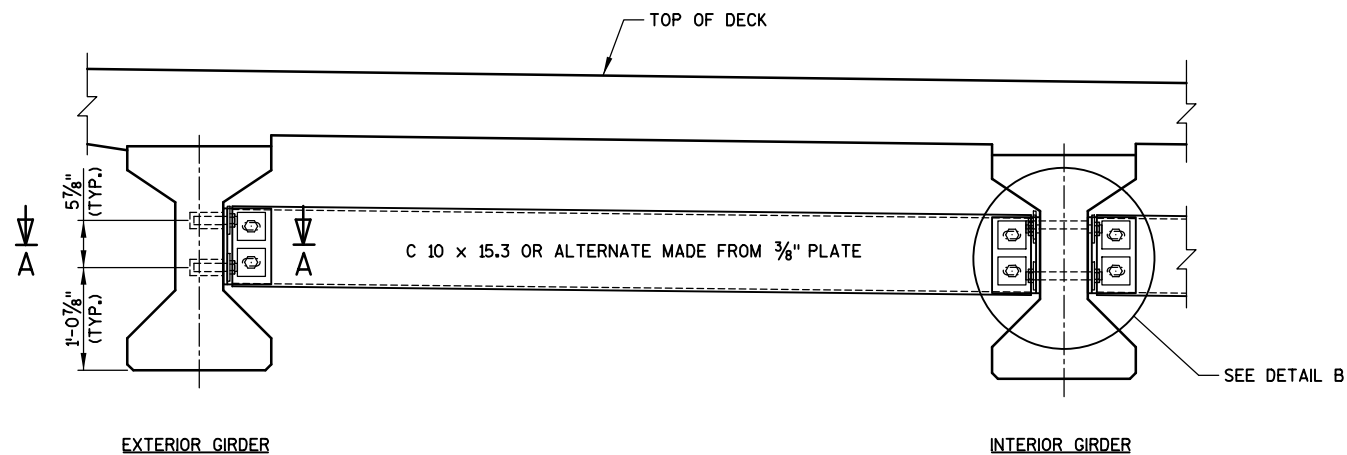 TOP OF DECK
5⅞"
(TYP.)
A
A
C 10 x 15.3 OR ALTERNATE MADE FROM ⅜" PLATE
1'-0⅞"
(TYP.)
SEE DETAIL B
EXTERIOR GIRDER
INTERIOR GIRDER